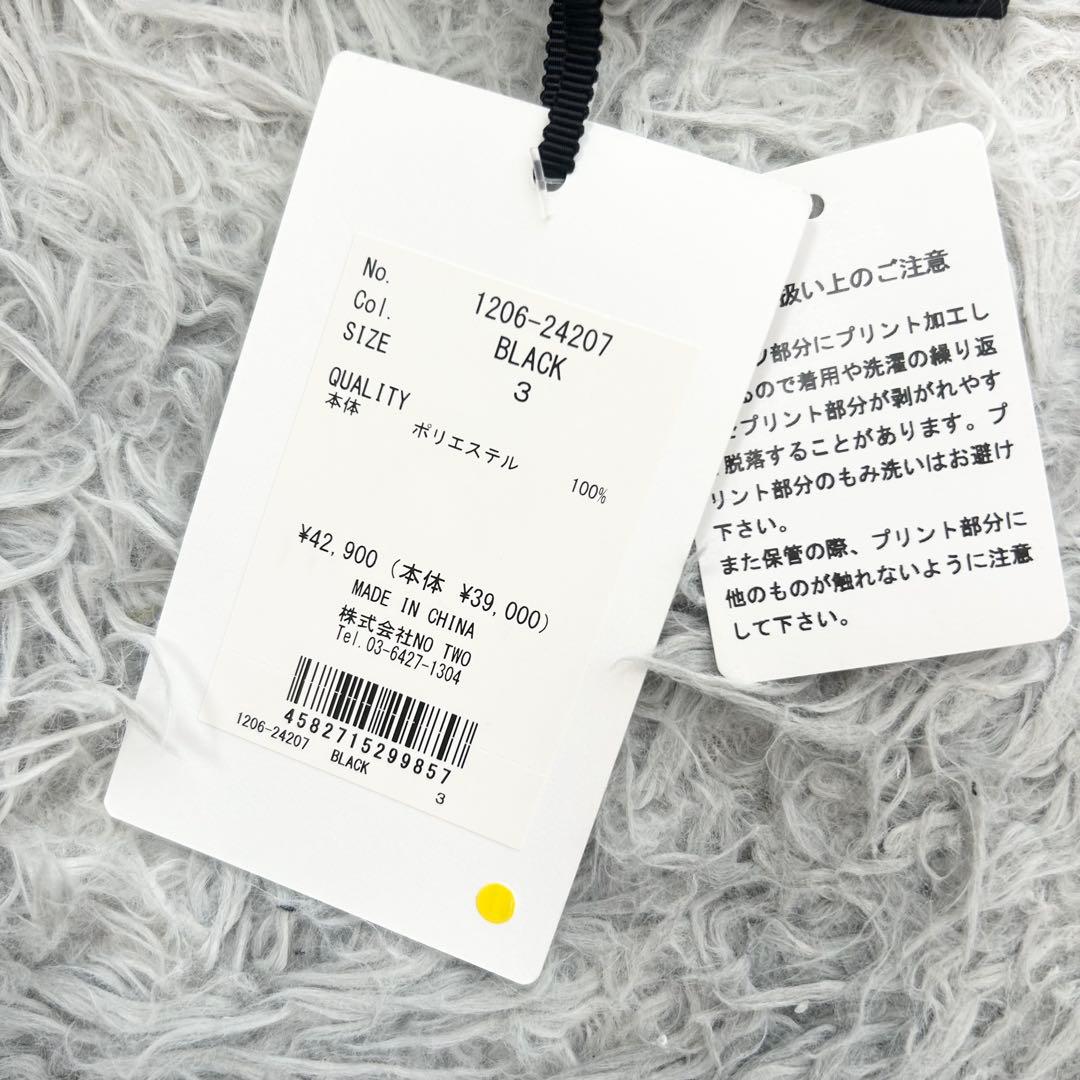 No. 1206-24207
Col. BLACK
SIZE 3
QUALITY
本体
ポリエステル
100%
¥42,900 (本体 ¥39,000)
MADE IN CHINA
株式会社NO TWO
Tel.03-6427-1304
4582715299857
1206-24207 BLACK
3
扱い上のご注意
部分にプリント加工し
ので着用や洗濯の繰り返
プリント部分が剥がれやす
脱落することがあります。プ
リント部分のもみ洗いはお避け
下さい。
また保管の際、プリント部分に
他のものが触れないように注意
して下さい。